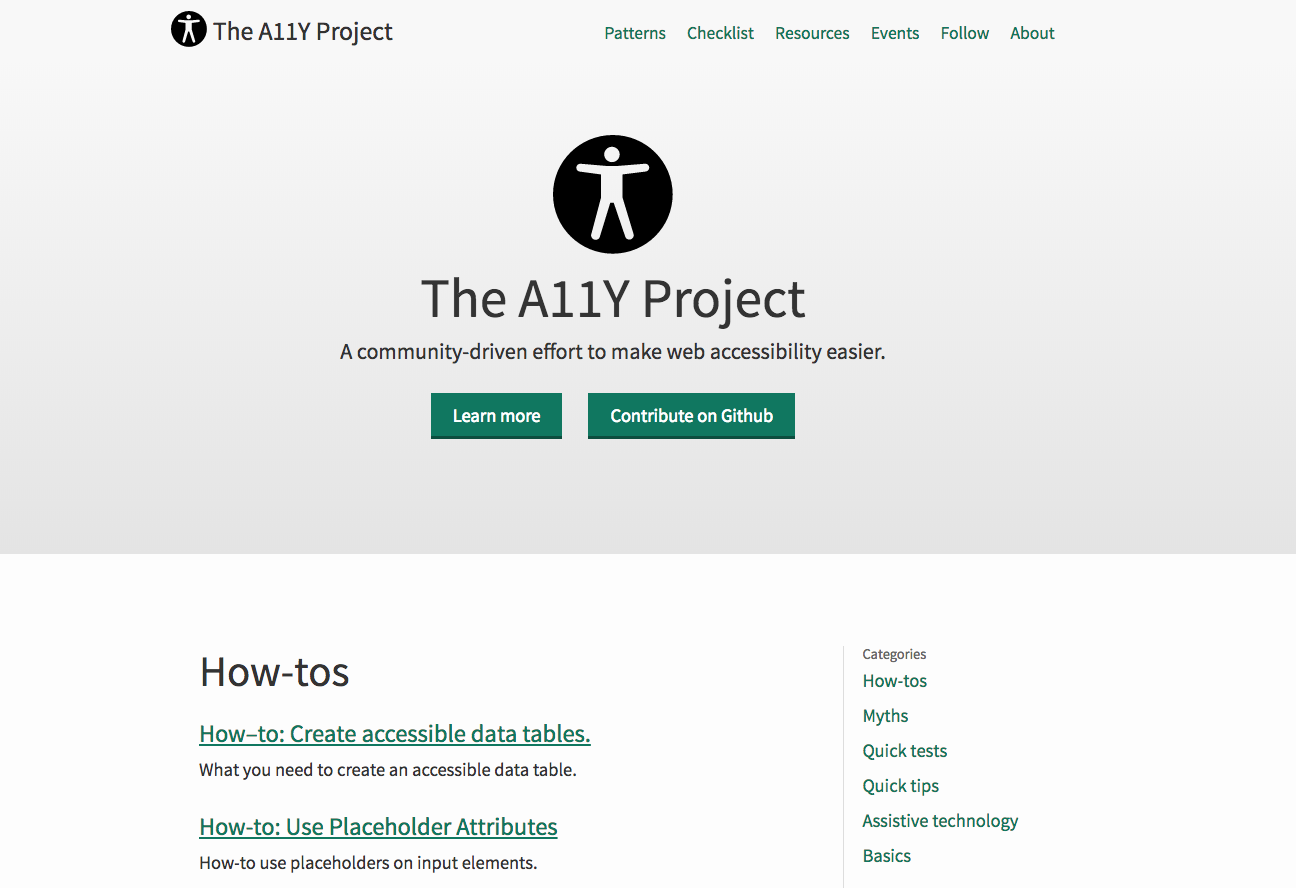 The A11Y Project
Patterns Checklist Resources Events Follow About
The A11Y Project
A community-driven effort to make web accessibility easier.
Learn more
Contribute on Github
How-tos
How–to: Create accessible data tables.
What you need to create an accessible data table.
How-to: Use Placeholder Attributes
How-to use placeholders on input elements.
Categories
How-tos
Myths
Quick tests
Quick tips
Assistive technology
Basics